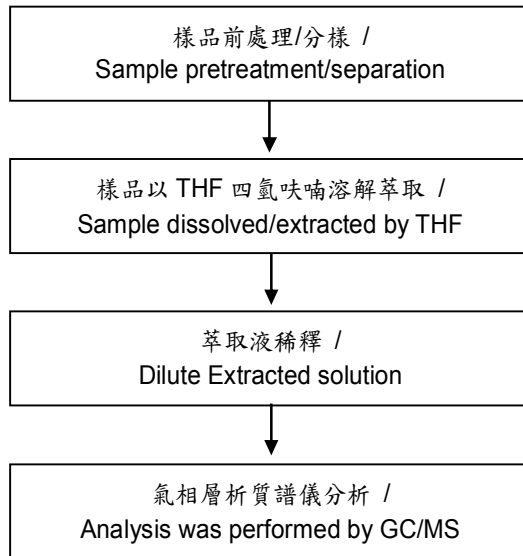 樣品前處理/分樣 /
Sample pretreatment/separation
樣品以 THF 四氫呋喃溶解萃取 /
Sample dissolved/extracted by THF
萃取液稀釋 /
Dilute Extracted solution
氣相層析質譜儀分析 /
Analysis was performed by GC/MS